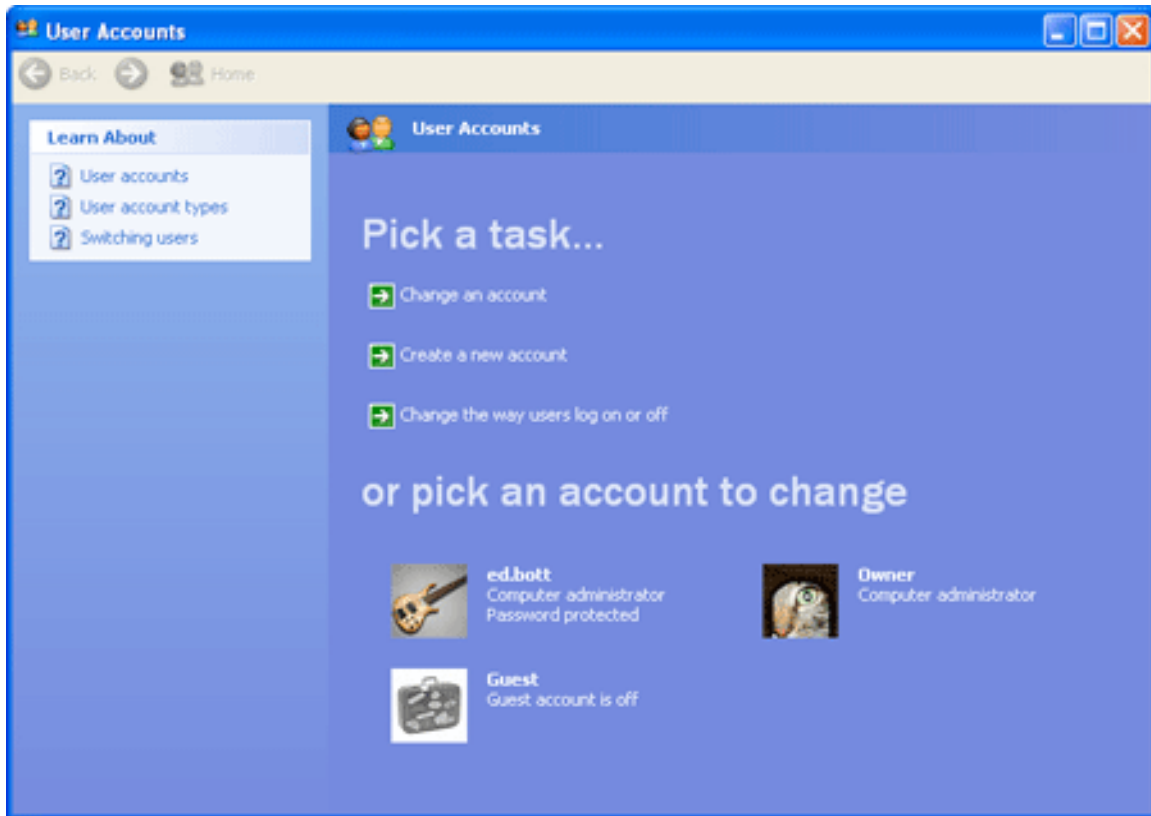 User Accounts
Back Home
Learn About
User accounts
User account types
Switching users
User Accounts
Pick a task...
Change an account
Create a new account
Change the way users log on or off
or pick an account to change
ed.bott
Computer administrator
Password protected
Owner
Computer administrator
Guest
Guest account is off